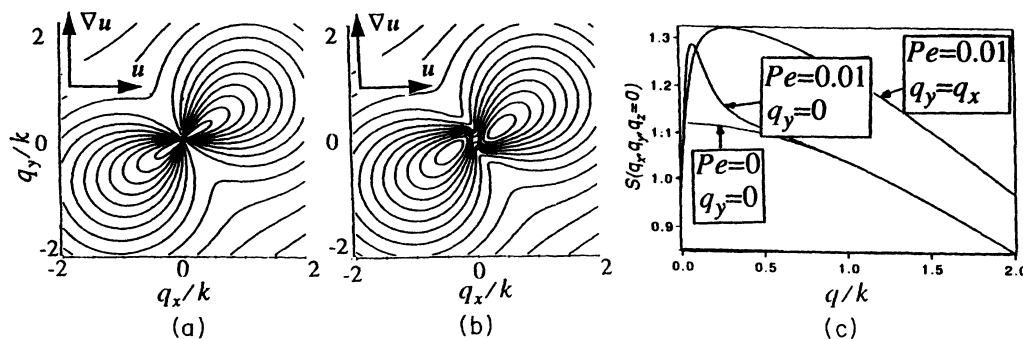 2
∇u
u
q_y/k
0
-2
-2
0
2
q_x/k
(a)
2
∇u
u
0
-2
-2
0
2
q_x/k
(b)
1.3
1.2
1.1
1.0
0.9
S(q_x,q_y,q_z=0)
Pe=0.01
q_y=0
Pe=0.01
q_y=q_x
Pe=0
q_y=0
0.0
0.5
1.0
1.5
2.0
q/k
(c)